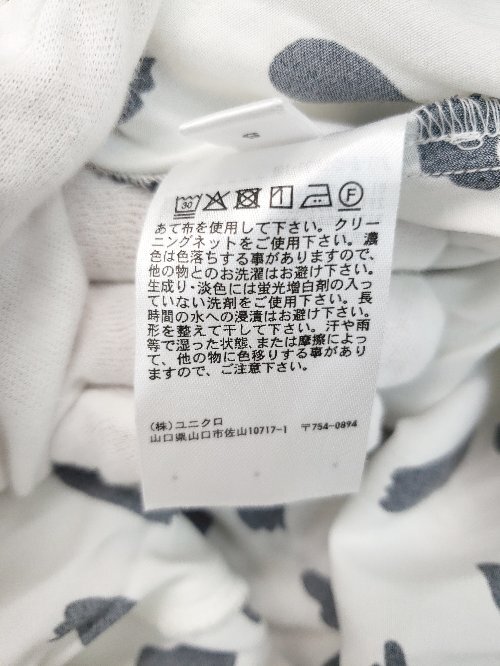 30 F
あて布を使用して下さい。クリー
ニングネットをご使用下さい。濃
色は色落ちする事がありますので、
他の物とのお洗濯はお避け下さい。
生成り・淡色には蛍光増白剤の入っ
ていない洗剤をご使用下さい。長
時間の水への浸漬はお避け下さい。
形を整えて干して下さい。汗や雨
等で湿った状態、または摩擦によっ
て、他の物に色移りする事があり
ますので、ご注意下さい。
(株)ユニクロ
山口県山口市佐山10717-1 〒754-0894